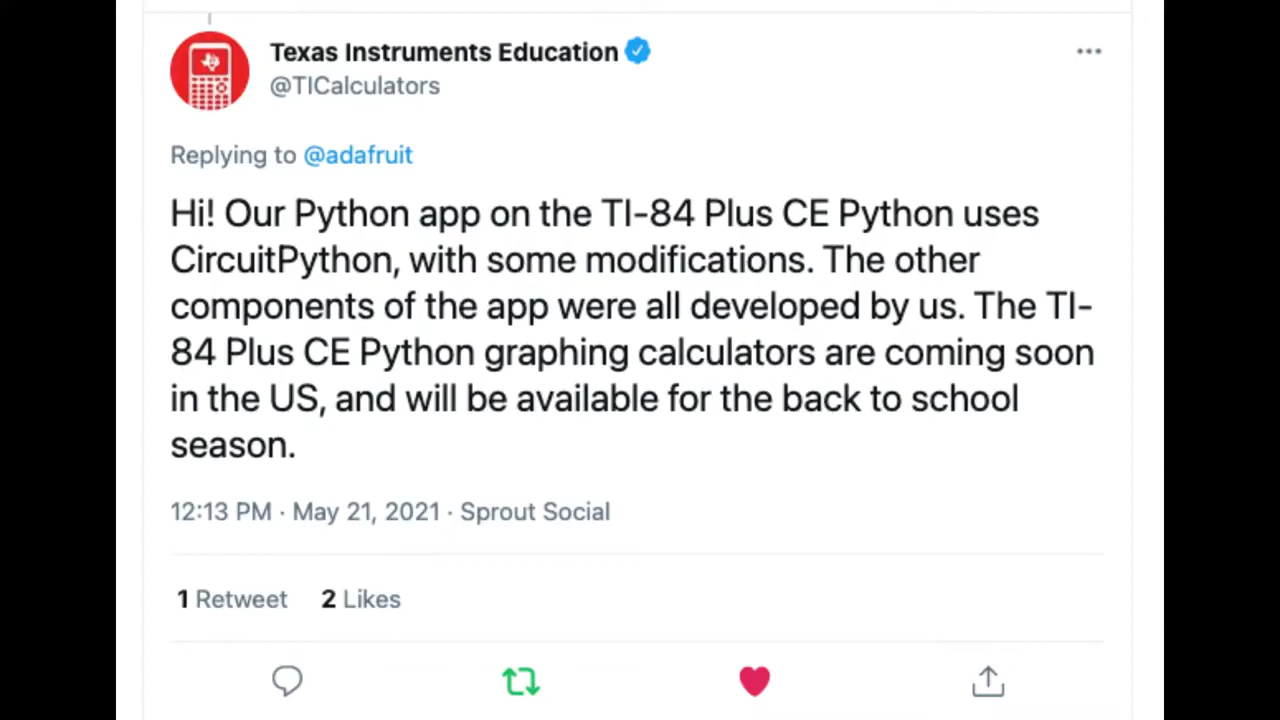 Texas Instruments Education
@TICalculators
Replying to @adafruit
Hi! Our Python app on the TI-84 Plus CE Python uses
CircuitPython, with some modifications. The other
components of the app were all developed by us. The TI-
84 Plus CE Python graphing calculators are coming soon
in the US, and will be available for the back to school
season.
12:13 PM · May 21, 2021 · Sprout Social
1 Retweet 2 Likes